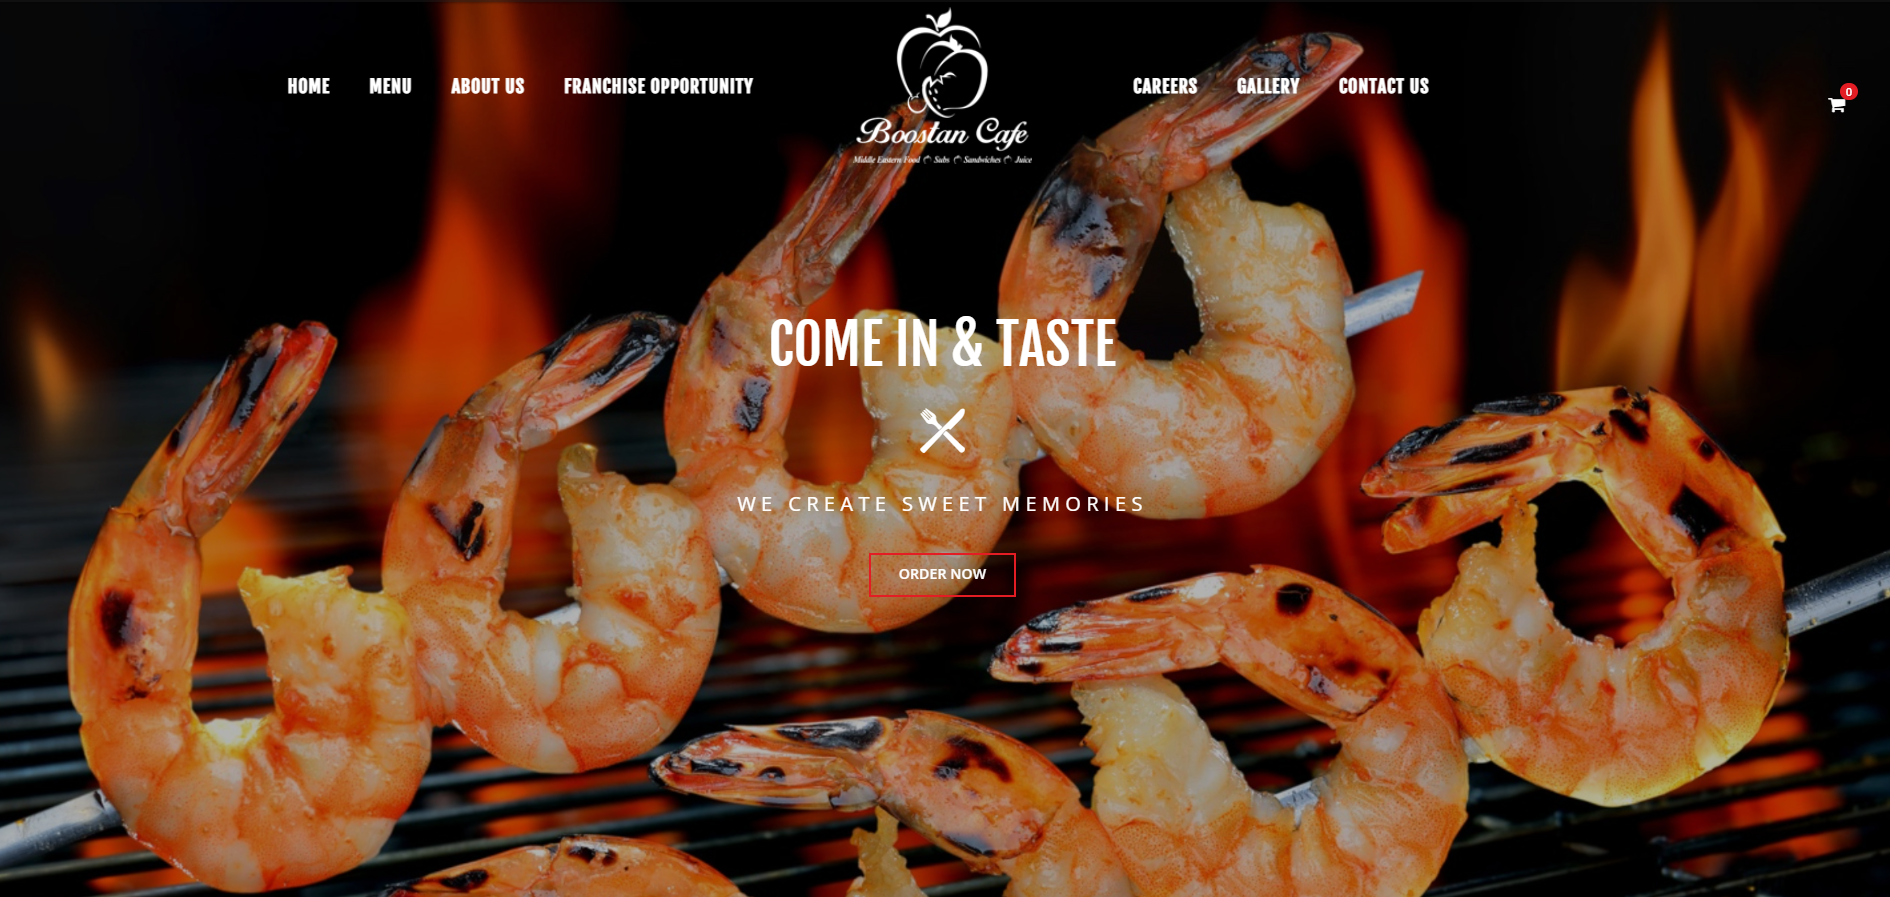 HOME MENU ABOUT US FRANCHISE OPPORTUNITY
Boostan Cafe
Middle Eastern Food Subs Sandwiches Juice
CAREERS GALLERY CONTACT US
0
COME IN & TASTE
WE CREATE SWEET MEMORIES
ORDER NOW